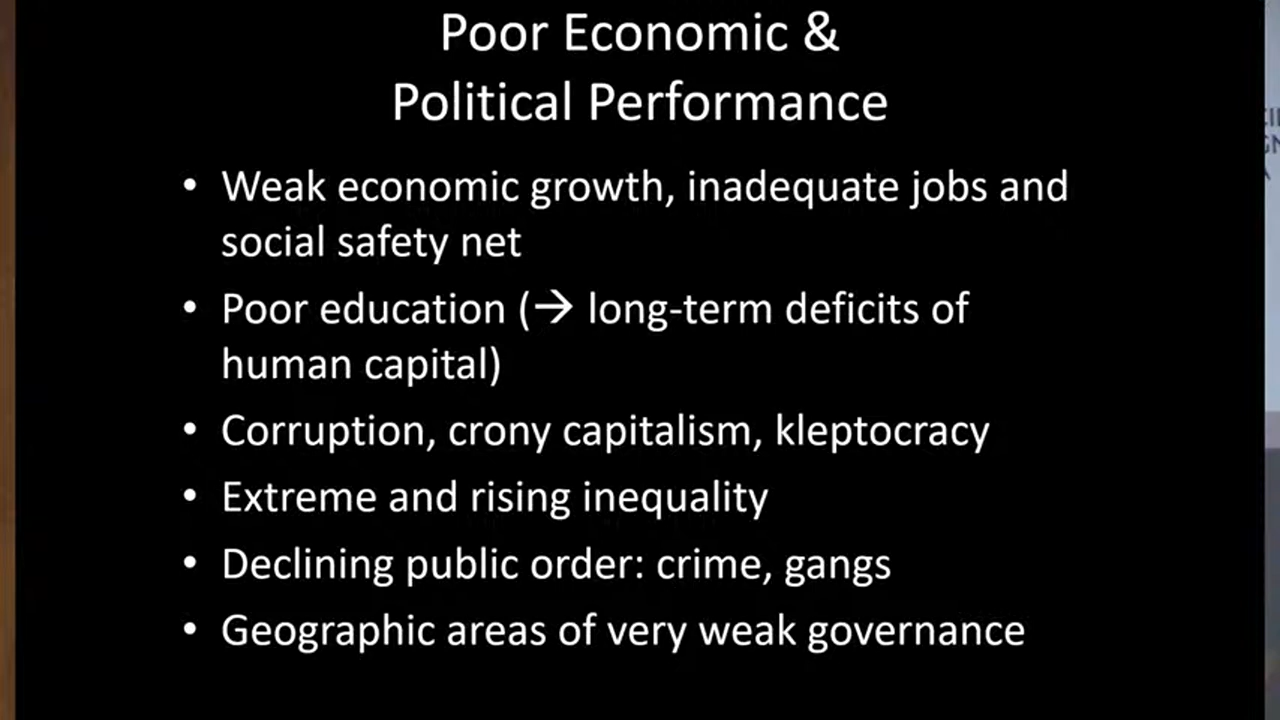 Poor Economic &
Political Performance
• Weak economic growth, inadequate jobs and
social safety net
• Poor education (→ long-term deficits of
human capital)
• Corruption, crony capitalism, kleptocracy
• Extreme and rising inequality
• Declining public order: crime, gangs
• Geographic areas of very weak governance